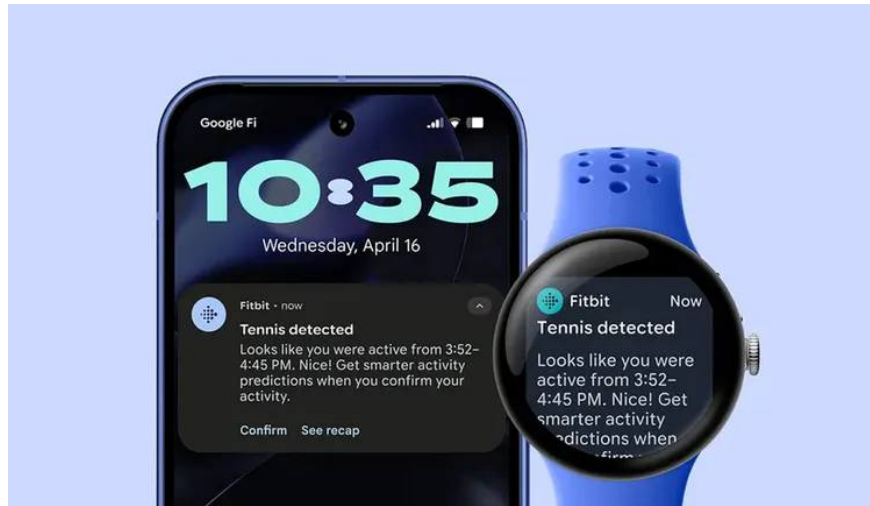 Google Fi
10:35
Wednesday, April 16
Fitbit • now
Tennis detected
Looks like you were active from 3:52–
4:45 PM. Nice! Get smarter activity
predictions when you confirm your
activity.
Confirm See recap
Fitbit Now
Tennis detected
Looks like you were
active from 3:52–
4:45 PM. Nice! Get
smarter activity